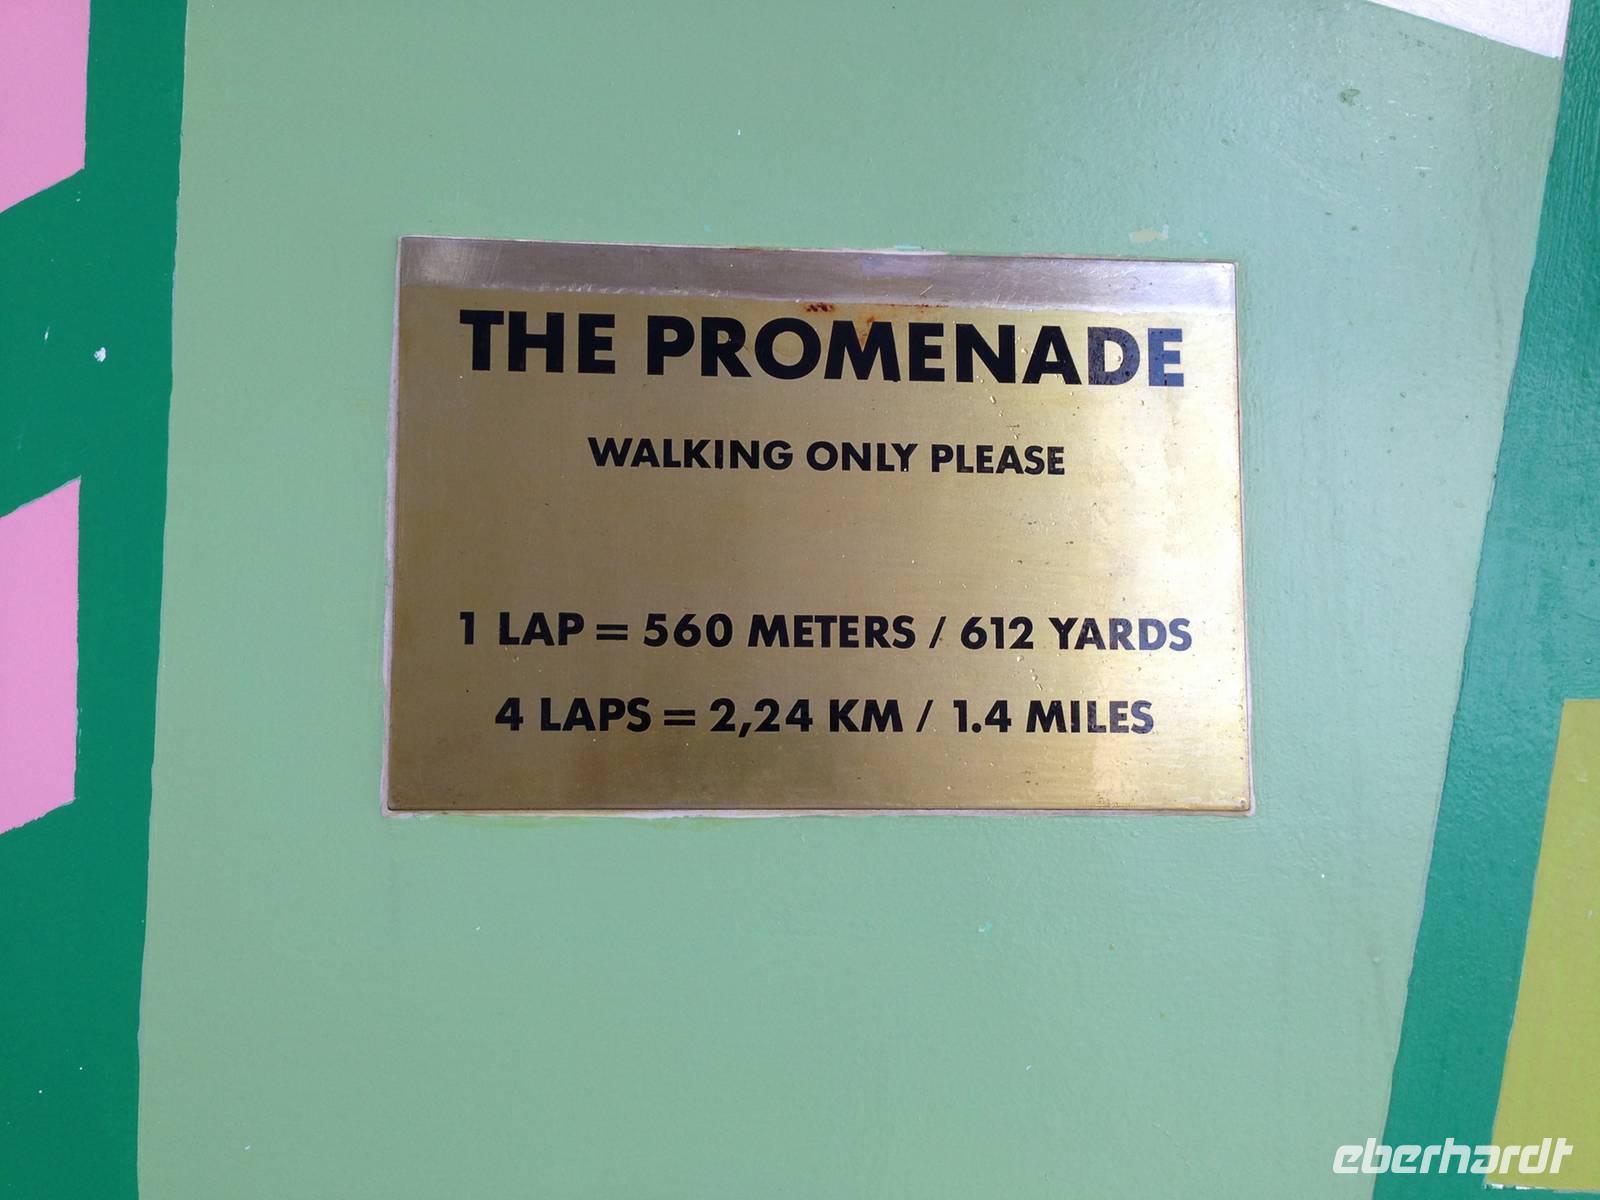 THE PROMENADE
WALKING ONLY PLEASE
1 LAP = 560 METERS / 612 YARDS
4 LAPS = 2,24 KM / 1.4 MILES
eberhardt